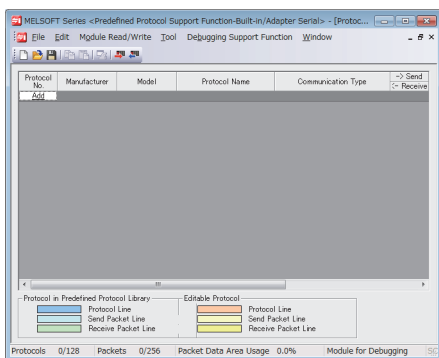 MELSOFT Series <Predefined Protocol Support Function-Built-in/Adapter Serial> - [Protoc...
File Edit Module Read/Write Tool Debugging Support Function Window
Protocol No. Manufacturer Model Protocol Name Communication Type -> Send
<- Receive
Add
Protocol in Predefined Protocol Library Editable Protocol
Protocol Line Protocol Line
Send Packet Line Send Packet Line
Receive Packet Line Receive Packet Line
Protocols 0/128 Packets 0/256 Packet Data Area Usage 0.0% Module for Debugging